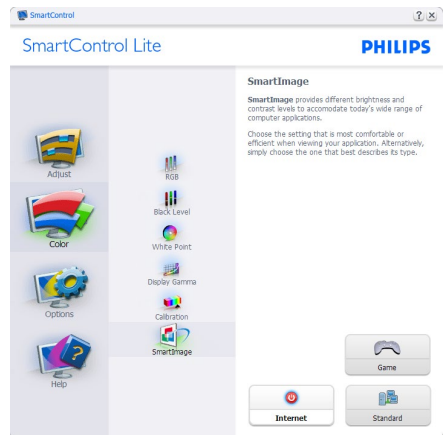 SmartControl
SmartControl Lite
PHILIPS
Adjust
Color
Options
Help
RGB
Black Level
White Point
Display Gamma
Calibration
SmartImage
SmartImage
SmartImage provides different brightness and
contrast levels to accomodate today's wide range of
computer applications.
Choose the setting that is most comfortable or
efficient when viewing your application. Alternatively,
simply choose the one that best describes its type.
Game
Internet
Standard